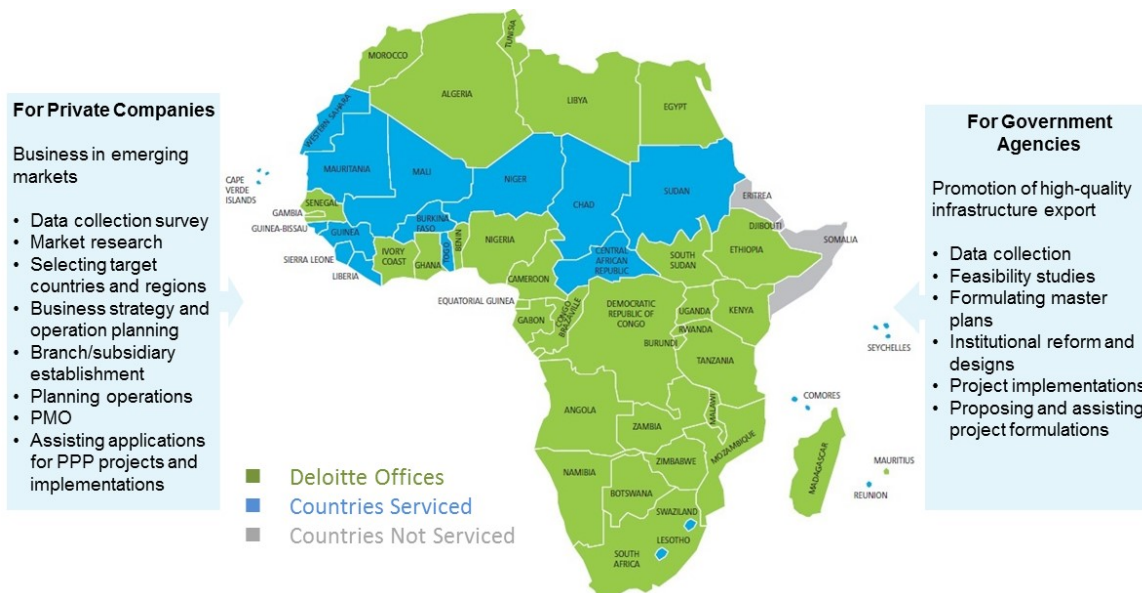 For Private Companies
Business in emerging
markets
• Data collection survey
• Market research
• Selecting target
countries and regions
• Business strategy and
operation planning
• Branch/subsidiary
establishment
• Planning operations
• PMO
• Assisting applications
for PPP projects and
implementations
MOROCCO
TUNISIA
ALGERIA
LIBYA
EGYPT
WESTERN SAHARA
MAURITANIA
MALI
NIGER
CHAD
SUDAN
ERITREA
CAPE
VERDE
ISLANDS
SENEGAL
GAMBIA
GUINEA-BISSAU
GUINEA
BURKINA
FASO
SIERRA LEONE
LIBERIA
IVORY
COAST
GHANA
TOGO
BENIN
NIGERIA
CAMEROON
CENTRAL
AFRICAN
REPUBLIC
SOUTH
SUDAN
ETHIOPIA
DJIBOUTI
SOMALIA
EQUATORIAL GUINEA
GABON
CONGO
BRAZAVILLE
DEMOCRATIC
REPUBLIC OF
CONGO
UGANDA
KENYA
RWANDA
BURUNDI
TANZANIA
SEYCHELLES
COMOROS
ANGOLA
ZAMBIA
MALAWI
MOZAMBIQUE
ZIMBABWE
NAMIBIA
BOTSWANA
SWAZILAND
LESOTHO
SOUTH
AFRICA
MADAGASCAR
MAURITIUS
REUNION
Deloitte Offices
Countries Serviced
Countries Not Serviced
For Government
Agencies
Promotion of high-quality
infrastructure export
• Data collection
• Feasibility studies
• Formulating master
plans
• Institutional reform and
designs
• Project implementations
• Proposing and assisting
project formulations